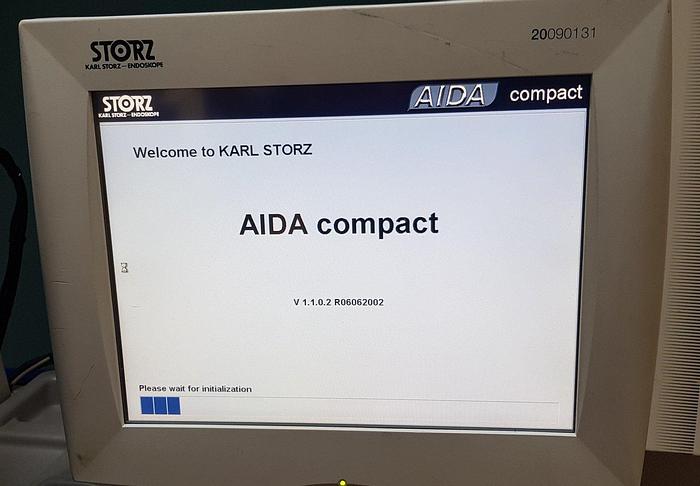 STORZ
KARL STORZ – ENDOSKOPE
20090131
STORZ
KARL STORZ – ENDOSKOPE
AIDA compact
Welcome to KARL STORZ
AIDA compact
V 1.1.0.2 R06062002
Please wait for initialization